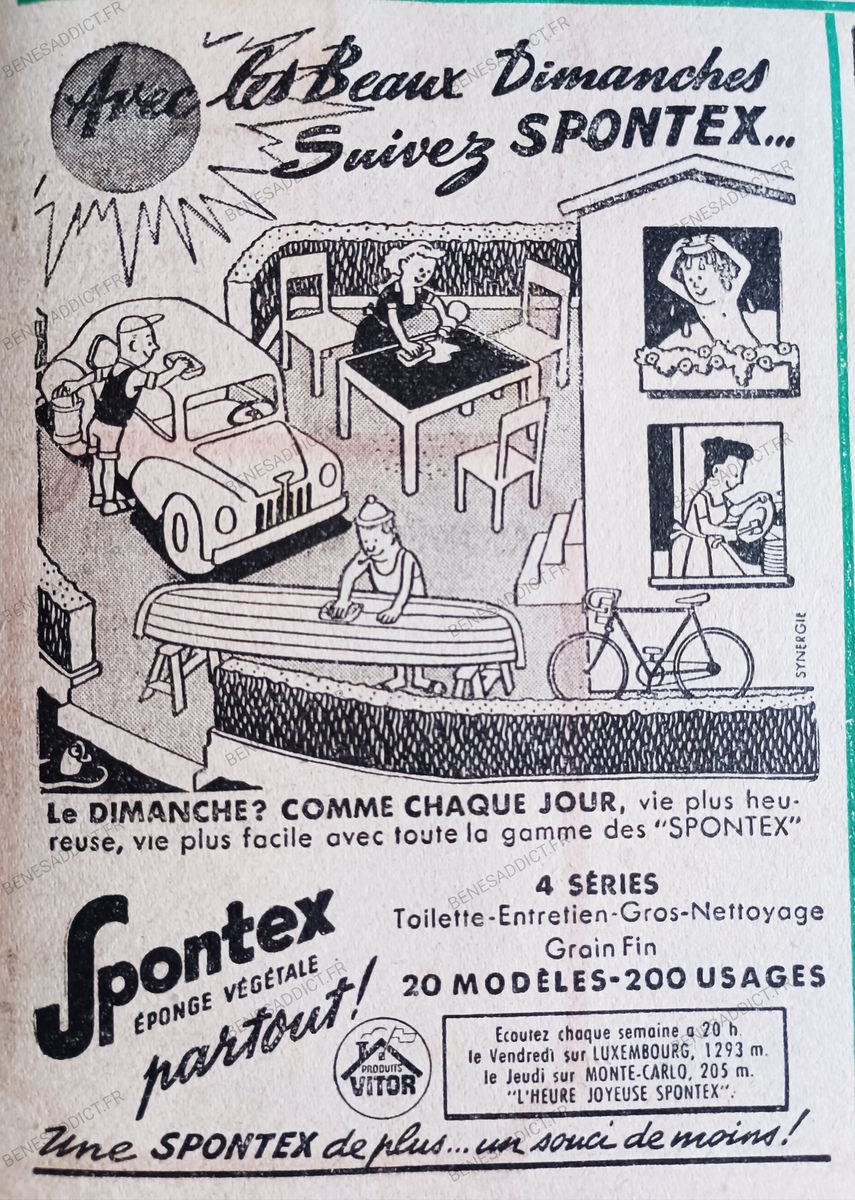 Avec les Beaux Dimanches
Suivez SPONTEX...
SYNERGIE
Le DIMANCHE? COMME CHAQUE JOUR, vie plus heu-
reuse, vie plus facile avec toute la gamme des "SPONTEX"
4 SÉRIES
Toilette-Entretien-Gros-Nettoyage
Grain Fin
20 MODÈLES-200 USAGES
Spontex
ÉPONGE VÉGÉTALE
partout!
PRODUITS
VITOR
Ecoutez chaque semaine a 20 h.
le Vendredi sur LUXEMBOURG, 1293 m.
le Jeudi sur MONTE-CARLO, 205 m.
"L'HEURE JOYEUSE SPONTEX".
Une SPONTEX de plus... un souci de moins!
BENESADDICT.FR